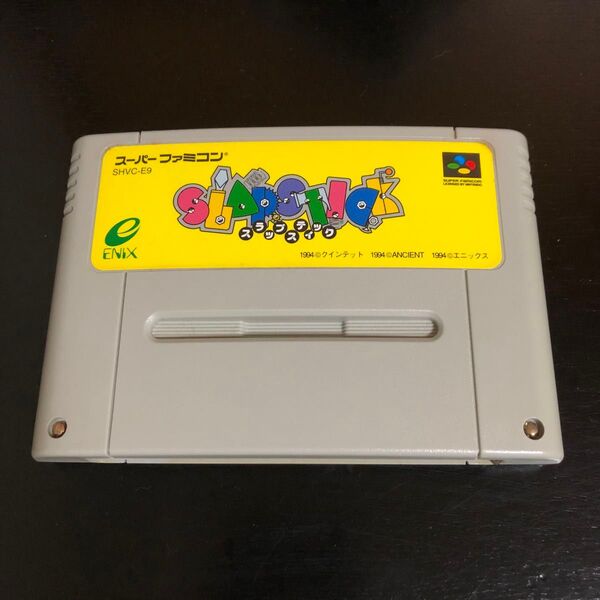 スーパーファミコン®
SHVC-E9
SLAPSTICK
スラップスティック
ENIX
SUPER FAMICOM
LICENSED BY NINTENDO
1994©クインテット 1994©ANCIENT 1994©エニックス